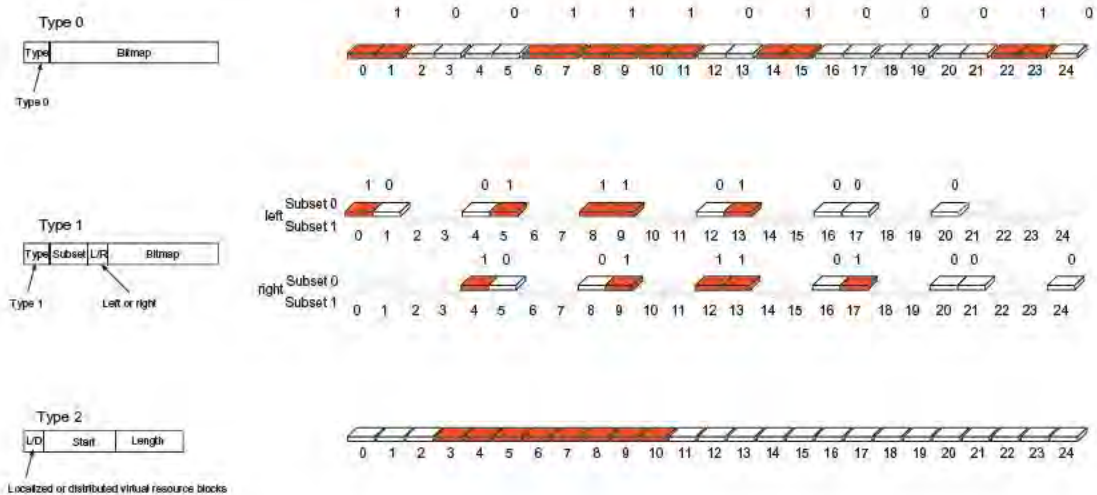 Type 0
1 0 0 1 1 1 0 1 0 0 0 1 0
Type Bitmap
0 1 2 3 4 5 6 7 8 9 10 11 12 13 14 15 16 17 18 19 20 21 22 23 24
Type 0
1 0 0 1 1 1 0 1 0 0 0
left Subset 0
Subset 1
0 1 2 3 4 5 6 7 8 9 10 11 12 13 14 15 16 17 18 19 20 21 22 23 24
Type 1
Type Subset L/R Bitmap
Type 1
Left or right
1 0 0 1 1 1 0 1 0 0 0
right Subset 0
Subset 1
0 1 2 3 4 5 6 7 8 9 10 11 12 13 14 15 16 17 18 19 20 21 22 23 24
Type 2
L/D Start Length
0 1 2 3 4 5 6 7 8 9 10 11 12 13 14 15 16 17 18 19 20 21 22 23 24
Localized or distributed virtual resource blocks